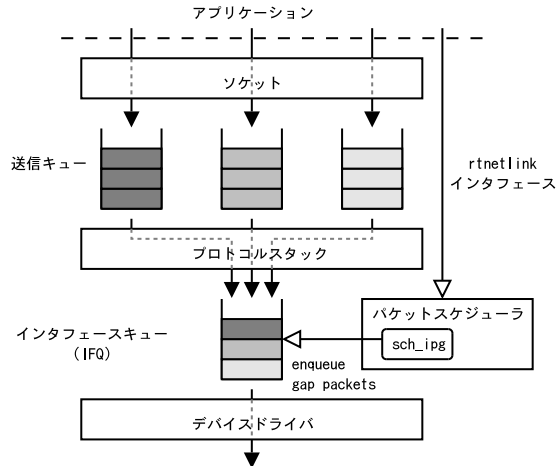 アプリケーション
ソケット
送信キュー
rtnetlink
インタフェース
プロトコルスタック
パケットスケジューラ
インタフェースキュー
(IFQ)
sch_ipg
enqueue
gap packets
デバイスドライバ